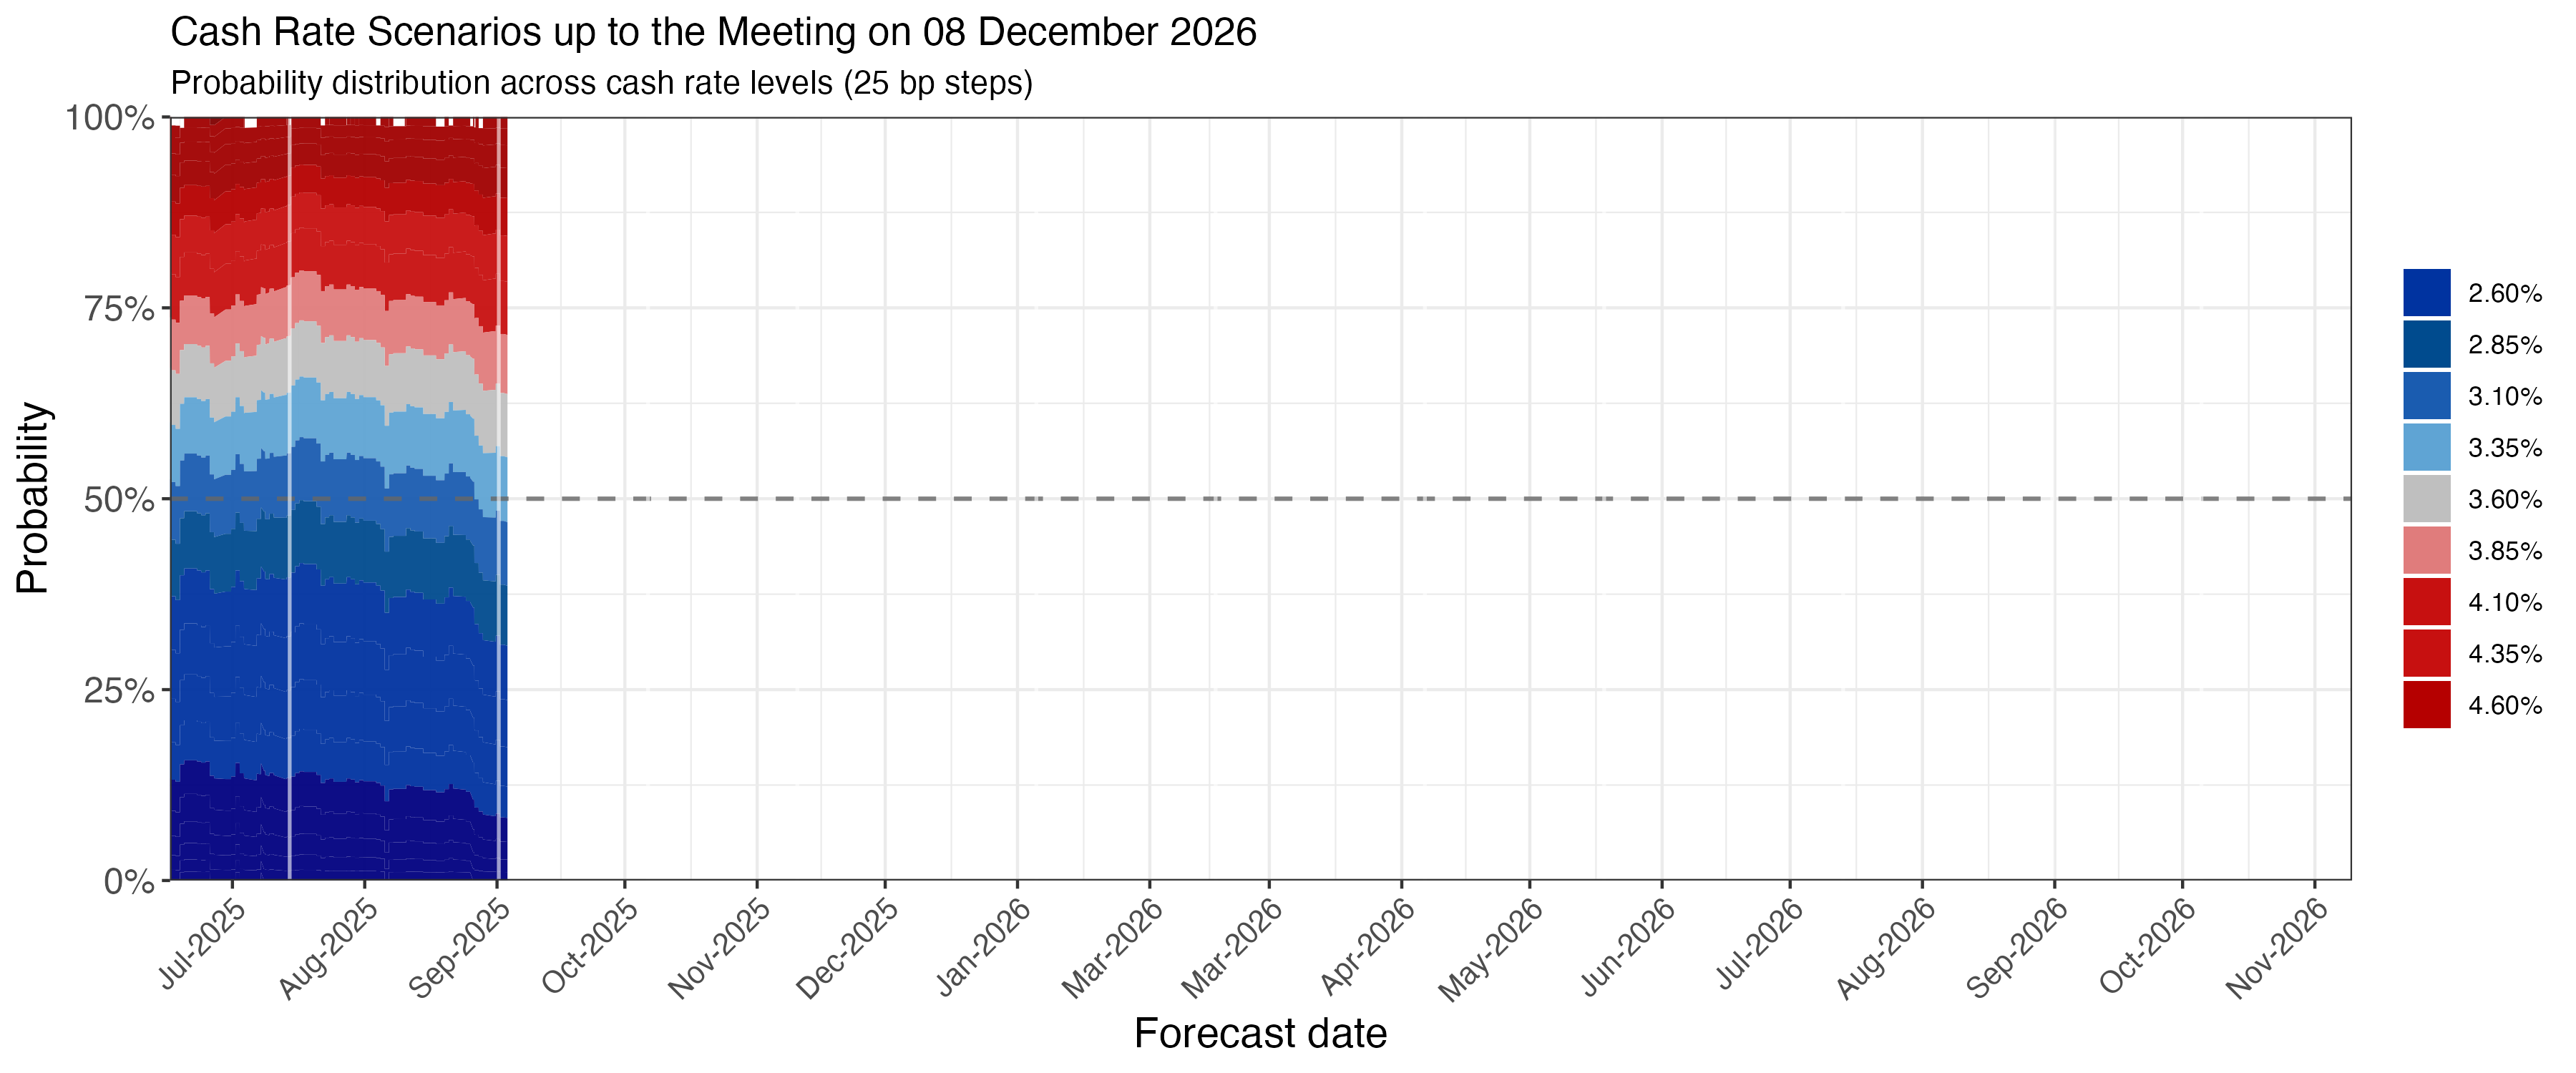 Cash Rate Scenarios up to the Meeting on 08 December 2026
Probability distribution across cash rate levels (25 bp steps)
Probability
100%
75%
50%
25%
0%
Jul-2025
Aug-2025
Sep-2025
Oct-2025
Nov-2025
Dec-2025
Jan-2026
Mar-2026
Mar-2026
Apr-2026
May-2026
Jun-2026
Jul-2026
Aug-2026
Sep-2026
Oct-2026
Nov-2026
Forecast date
2.60%
2.85%
3.10%
3.35%
3.60%
3.85%
4.10%
4.35%
4.60%